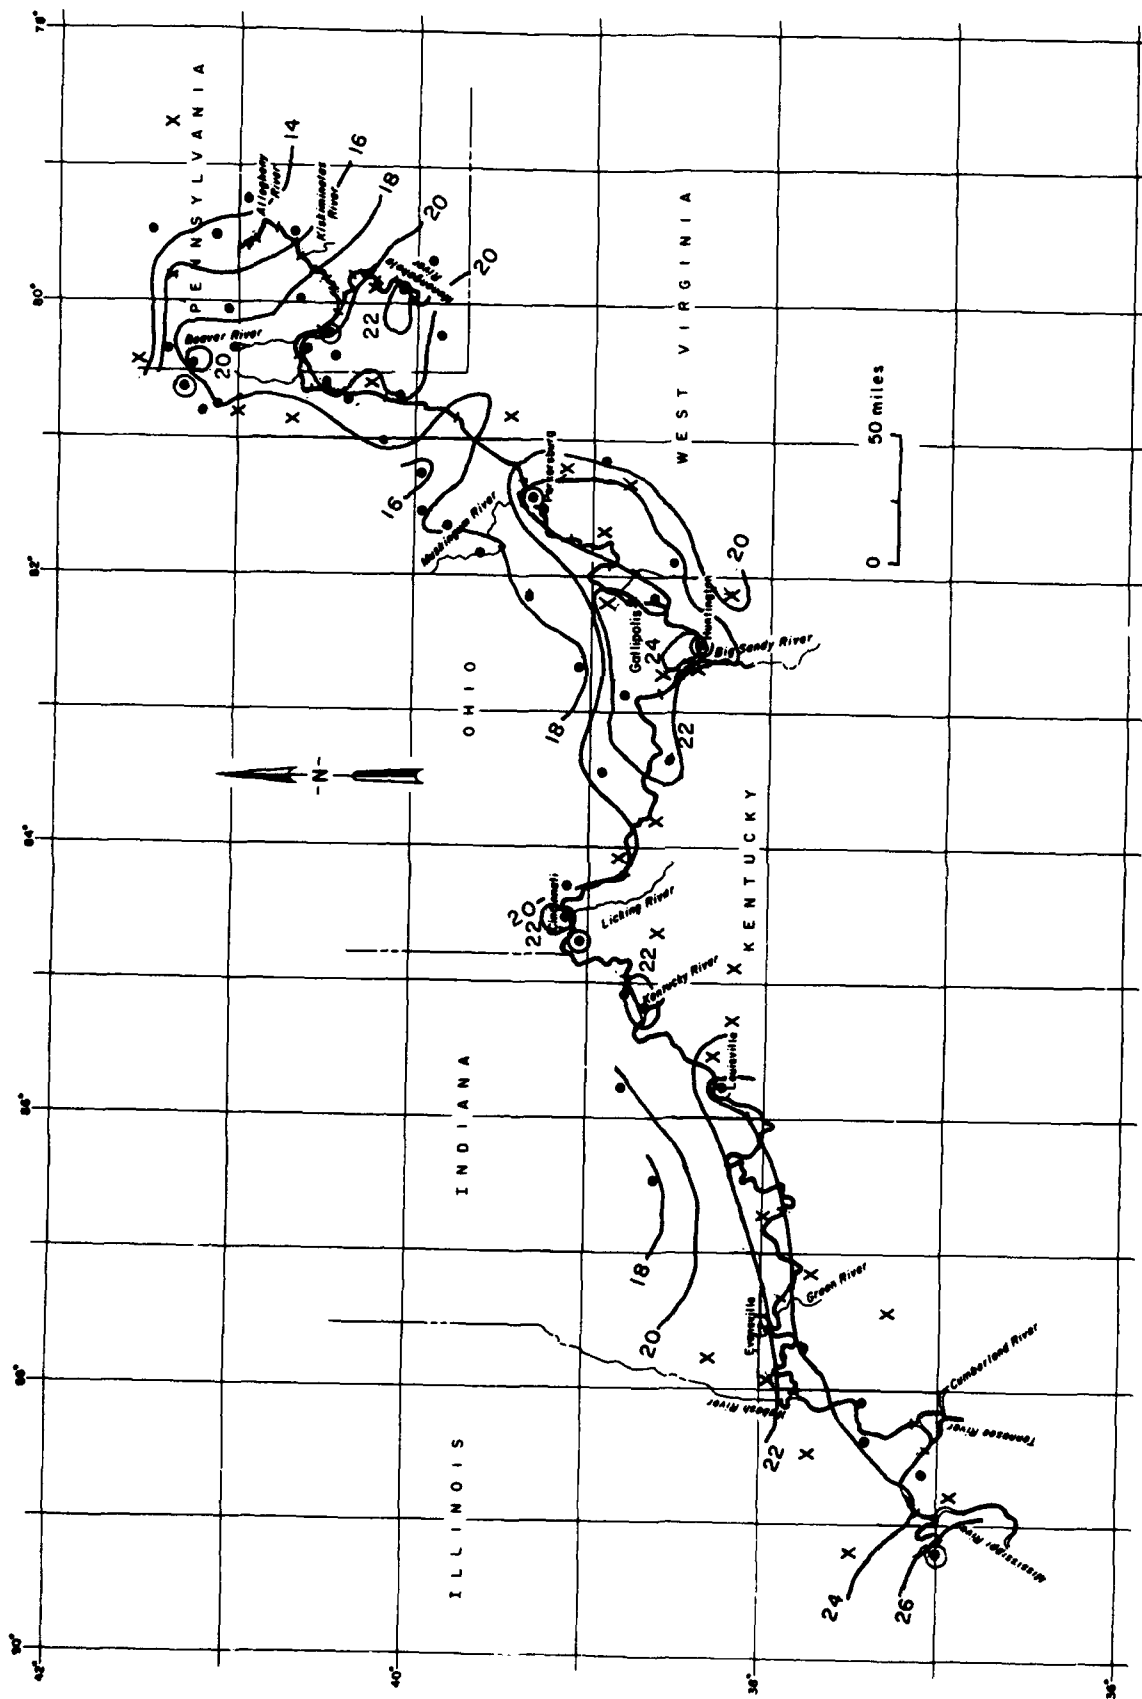 78°
80°
82°
84°
86°
88°
90°
42°
40°
38°
36°
PENNSYLVANIA
Allegheny River
14
Kiskiminetas River
16
18
20
Monongahela River
20
22
Beaver River
20
WEST VIRGINIA
50 miles
0
Parkersburg
16
Muskingum River
20
Huntington
Gallipolis
24
Big Sandy River
OHIO
18
22
-N-
KENTUCKY
20
22
Cincinnati
Licking River
22
Kentucky River
Louisville
INDIANA
18
20
Evansville
Green River
Wabash River
22
Cumberland River
Tennessee River
ILLINOIS
Mississippi River
24
26